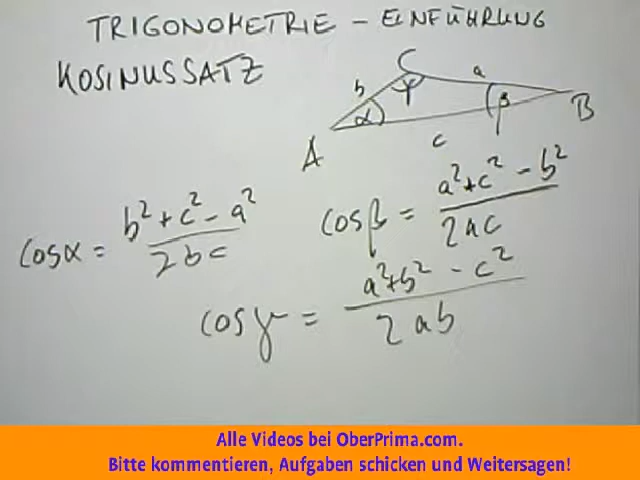 TRIGONOMETRIE – EINFÜHRUNG
KOSINUSSATZ
C
b
a
γ
α
β
A
B
c
cos α = (b² + c² - a²) / 2bc
cos β = (a² + c² - b²) / 2ac
cos γ = (a² + b² - c²) / 2ab
Alle Videos bei OberPrima.com.
Bitte kommentieren, Aufgaben schicken und Weitersagen!